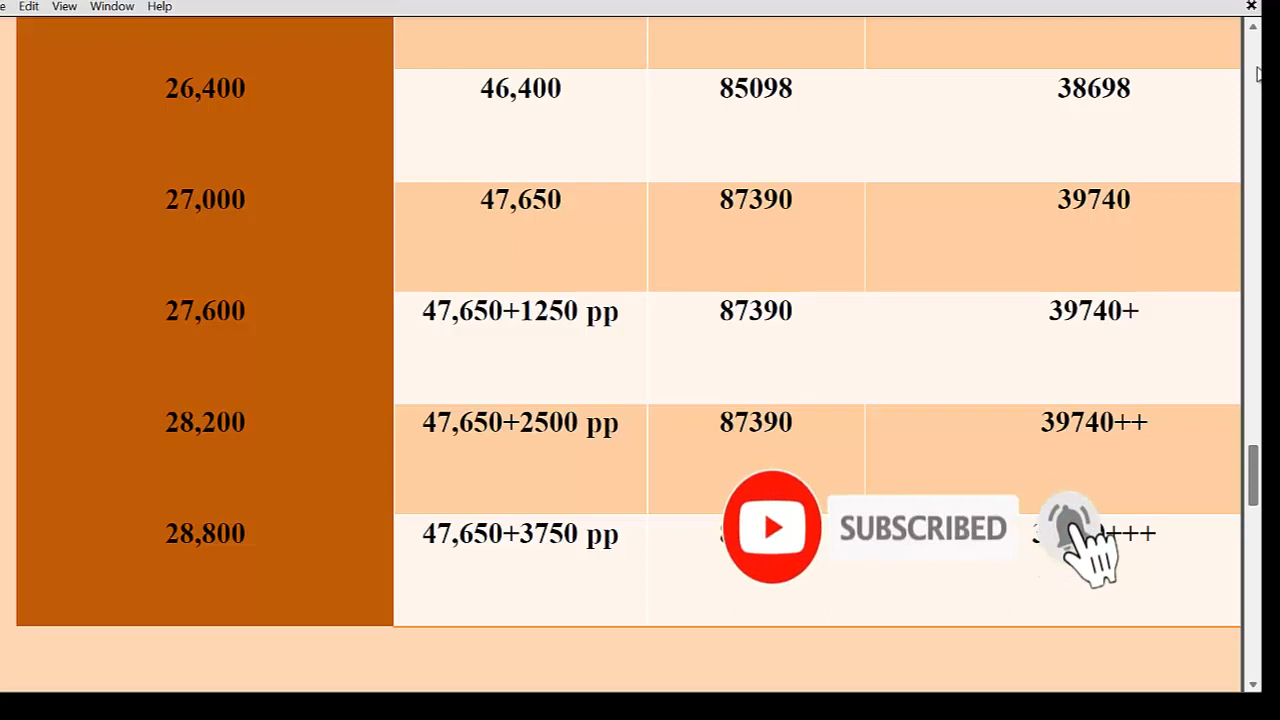 Edit View Window Help
26,400 46,400 85098 38698
27,000 47,650 87390 39740
27,600 47,650+1250 pp 87390 39740+
28,200 47,650+2500 pp 87390 39740++
28,800 47,650+3750 pp
SUBSCRIBED